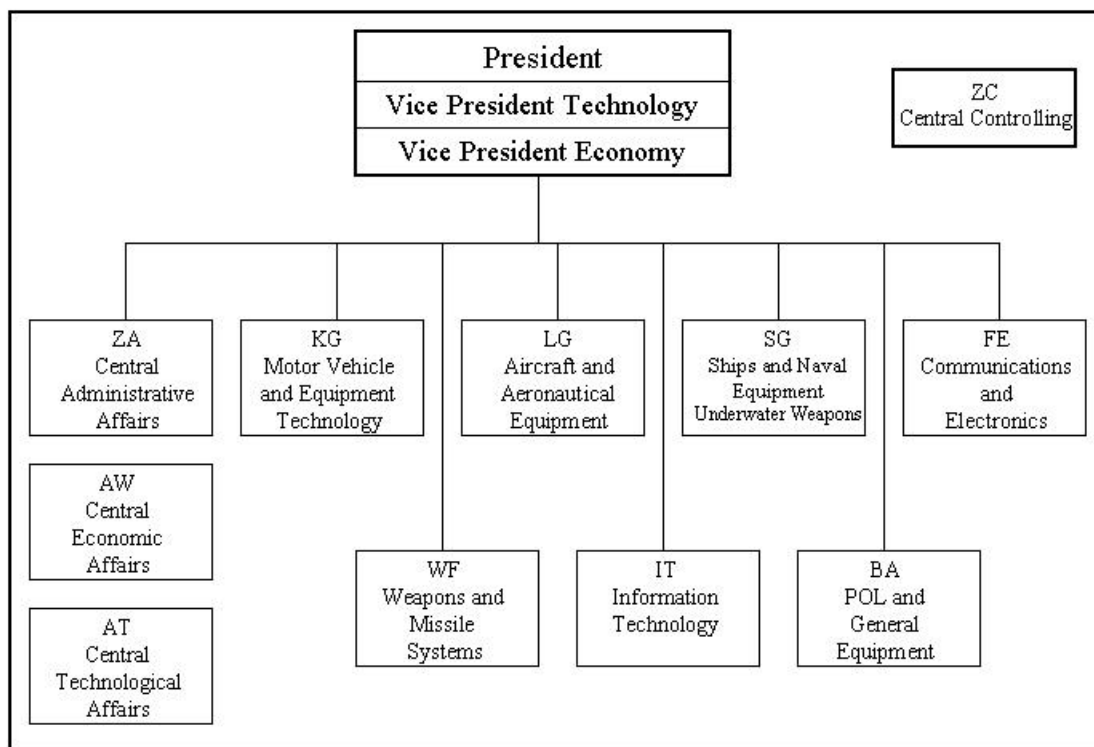 President
Vice President Technology
Vice President Economy
ZC
Central Controlling
ZA
Central
Administrative
Affairs
KG
Motor Vehicle
and Equipment
Technology
LG
Aircraft and
Aeronautical
Equipment
SG
Ships and Naval
Equipment
Underwater Weapons
FE
Communications
and
Electronics
AW
Central
Economic
Affairs
WF
Weapons and
Missile
Systems
IT
Information
Technology
BA
POL and
General
Equipment
AT
Central
Technological
Affairs